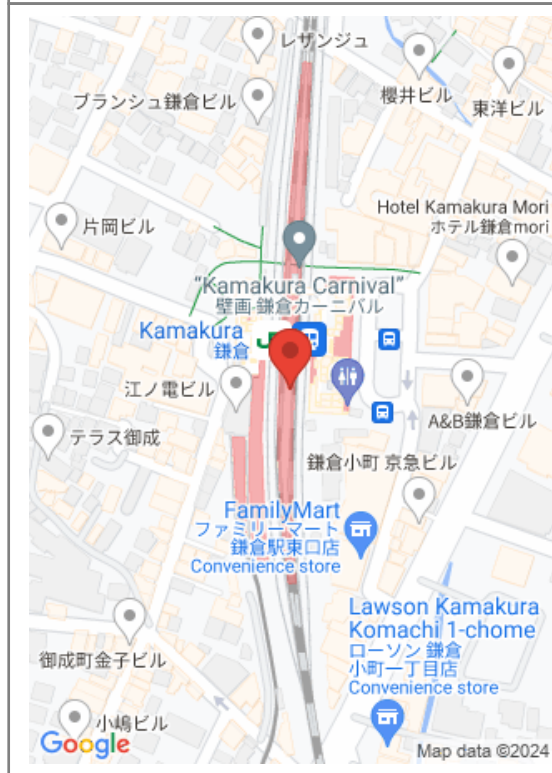 レザンジュ
櫻井ビル
ブランシュ鎌倉ビル
東洋ビル
Hotel Kamakura Mori
ホテル鎌倉mori
片岡ビル
“Kamakura Carnival”
壁画 鎌倉カーニバル
Kamakura
鎌倉
江ノ電ビル
A&B鎌倉ビル
テラス御成
鎌倉小町 京急ビル
FamilyMart
ファミリーマート
鎌倉駅東口店
Convenience store
Lawson Kamakura
Komachi 1-chome
ローソン 鎌倉
小町一丁目店
Convenience store
御成町金子ビル
小嶋ビル
Google
Map data ©2024